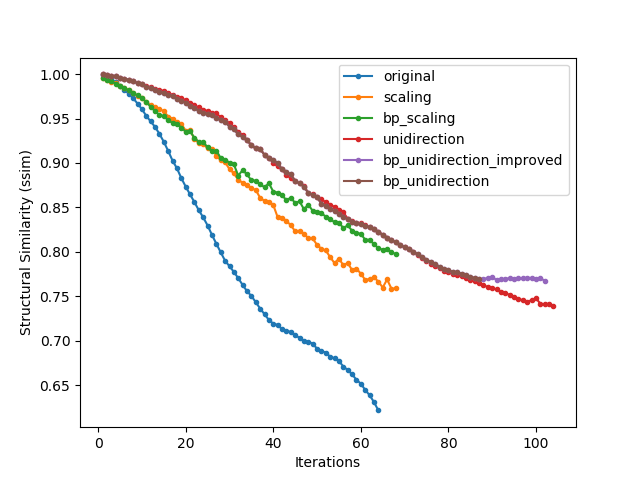 original
scaling
bp_scaling
unidirection
bp_unidirection_improved
bp_unidirection
Structural Similarity (ssim)
1.00
0.95
0.90
0.85
0.80
0.75
0.70
0.65
0 20 40 60 80 100
Iterations